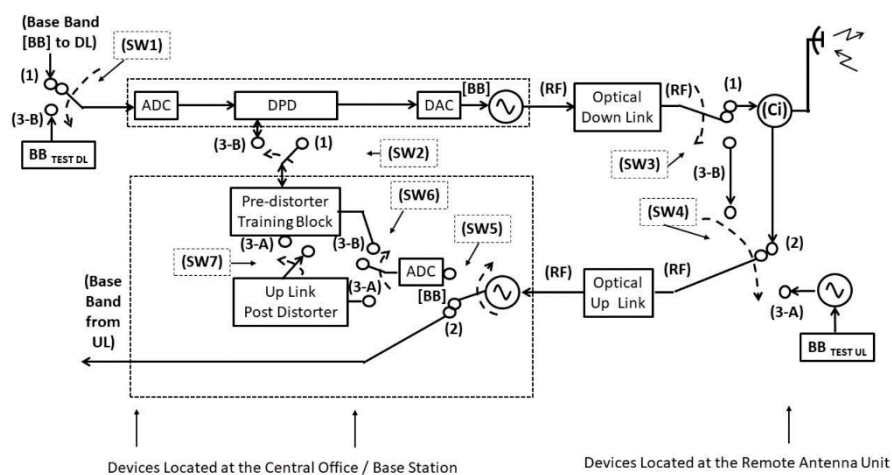 (Base Band
[BB] to DL)
(SW1)
(1)
(3-B)
BB TEST DL
ADC
DPD
DAC
[BB]
(RF)
Optical
Down Link
(RF)
(1)
(Ci)
(3-B)
(1)
(SW2)
(SW3)
(3-B)
Pre-distorter
Training Block
(SW6)
(SW4)
(3-A)
(3-B)
(SW5)
(2)
(SW7)
ADC
(Base
Band
from
UL)
Up Link
Post Distorter
(3-A)
[BB]
(2)
(RF)
Optical
Up Link
(RF)
(3-A)
BB TEST UL
Devices Located at the Central Office / Base Station
Devices Located at the Remote Antenna Unit